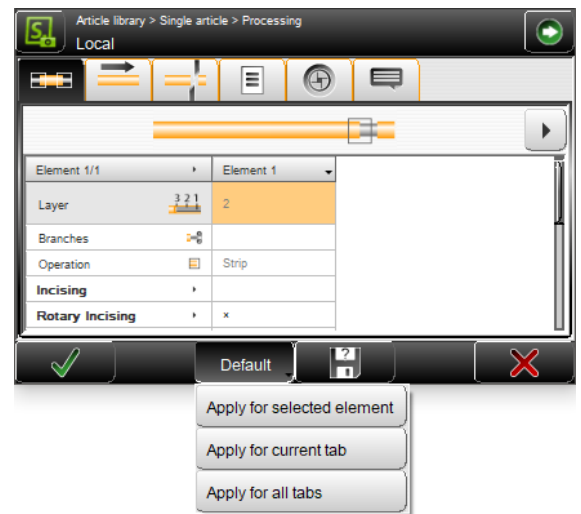 Article library > Single article > Processing
Local
Element 1/1 Element 1
Layer 3 2 1 2
Branches
Operation Strip
Incising
Rotary Incising ×
Default ?
Apply for selected element
Apply for current tab
Apply for all tabs